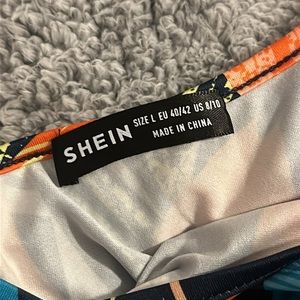 SHEIN
SIZE L EU 40/42 US 8/10
MADE IN CHINA